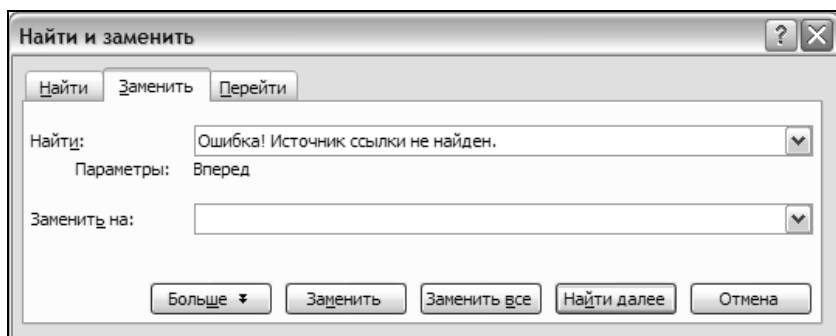 Найти и заменить
Найти Заменить Перейти
Найти: Ошибка! Источник ссылки не найден.
Параметры: Вперед
Заменить на:
Больше Заменить Заменить все Найти далее Отмена